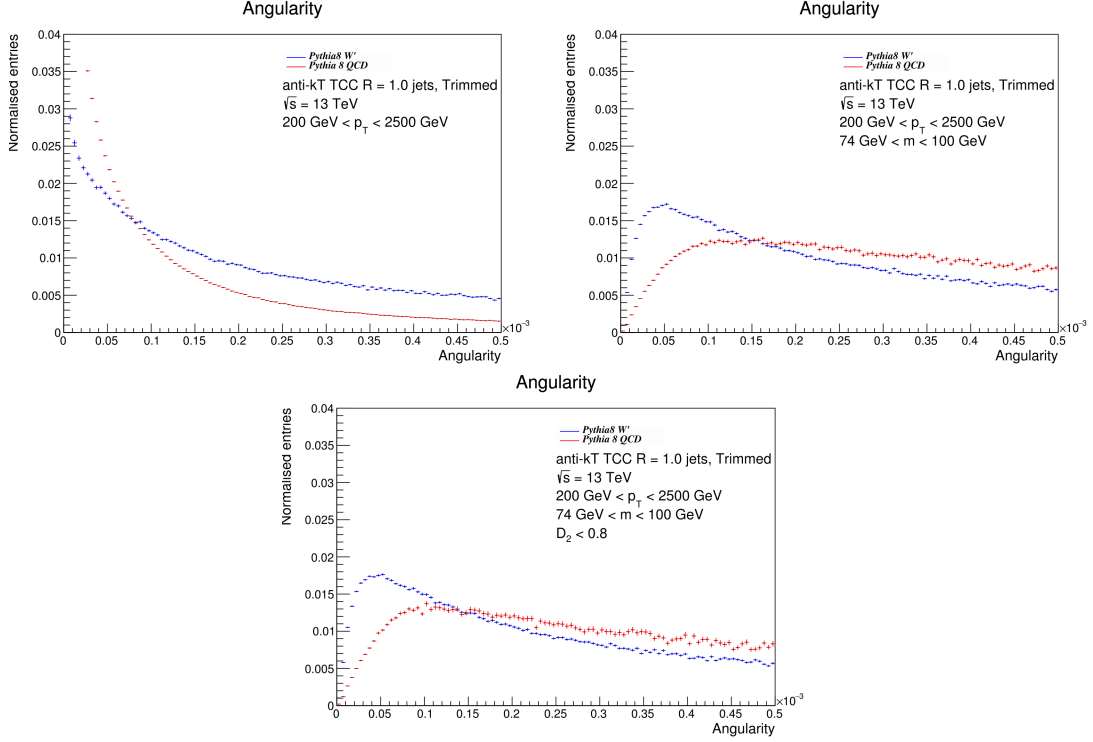 Angularity
Normalised entries
0.04
0.035
0.03
0.025
0.02
0.015
0.01
0.005
0
Pythia8 W'
Pythia 8 QCD
anti-kT TCC R = 1.0 jets, Trimmed
√s = 13 TeV
200 GeV < p_T < 2500 GeV
0 0.05 0.1 0.15 0.2 0.25 0.3 0.35 0.4 0.45 0.5
×10⁻³
Angularity
Angularity
Normalised entries
0.04
0.035
0.03
0.025
0.02
0.015
0.01
0.005
0
Pythia8 W'
Pythia 8 QCD
anti-kT TCC R = 1.0 jets, Trimmed
√s = 13 TeV
200 GeV < p_T < 2500 GeV
74 GeV < m < 100 GeV
0 0.05 0.1 0.15 0.2 0.25 0.3 0.35 0.4 0.45 0.5
×10⁻³
Angularity
Angularity
Normalised entries
0.04
0.035
0.03
0.025
0.02
0.015
0.01
0.005
0
Pythia8 W'
Pythia 8 QCD
anti-kT TCC R = 1.0 jets, Trimmed
√s = 13 TeV
200 GeV < p_T < 2500 GeV
74 GeV < m < 100 GeV
D_2 < 0.8
0 0.05 0.1 0.15 0.2 0.25 0.3 0.35 0.4 0.45 0.5
×10⁻³
Angularity